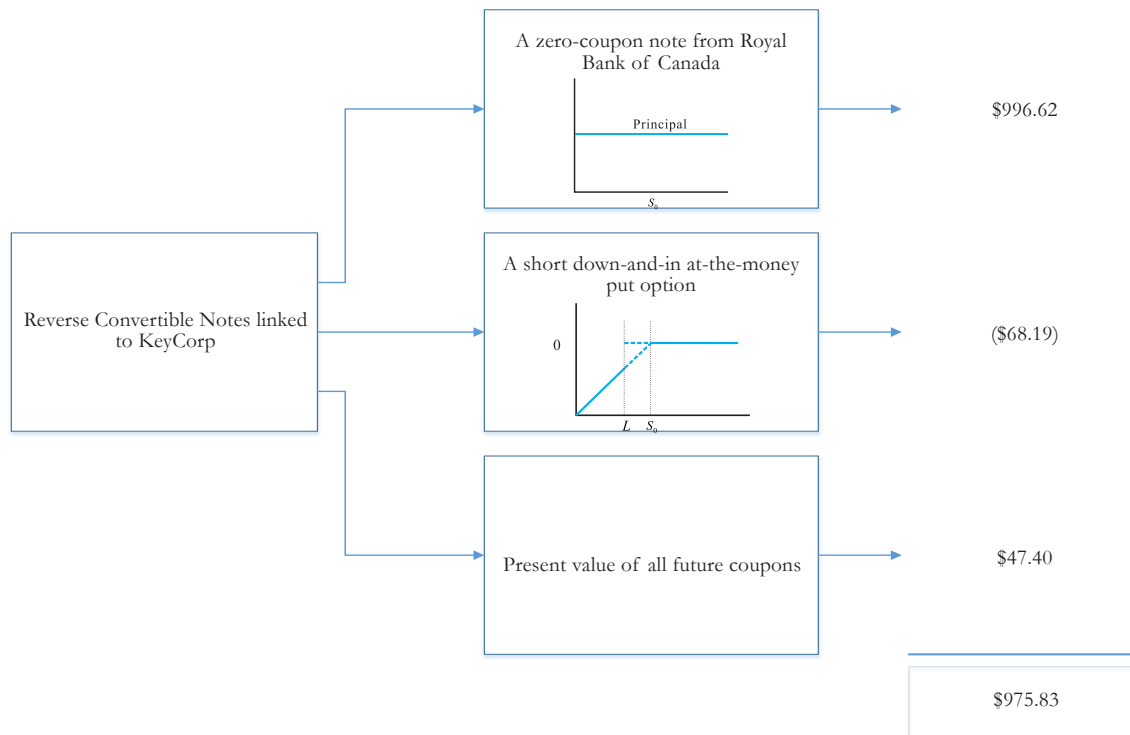 A zero-coupon note from Royal
Bank of Canada
Principal
S₀
$996.62
Reverse Convertible Notes linked
to KeyCorp
A short down-and-in at-the-money
put option
0
L
S₀
($68.19)
Present value of all future coupons
$47.40
$975.83